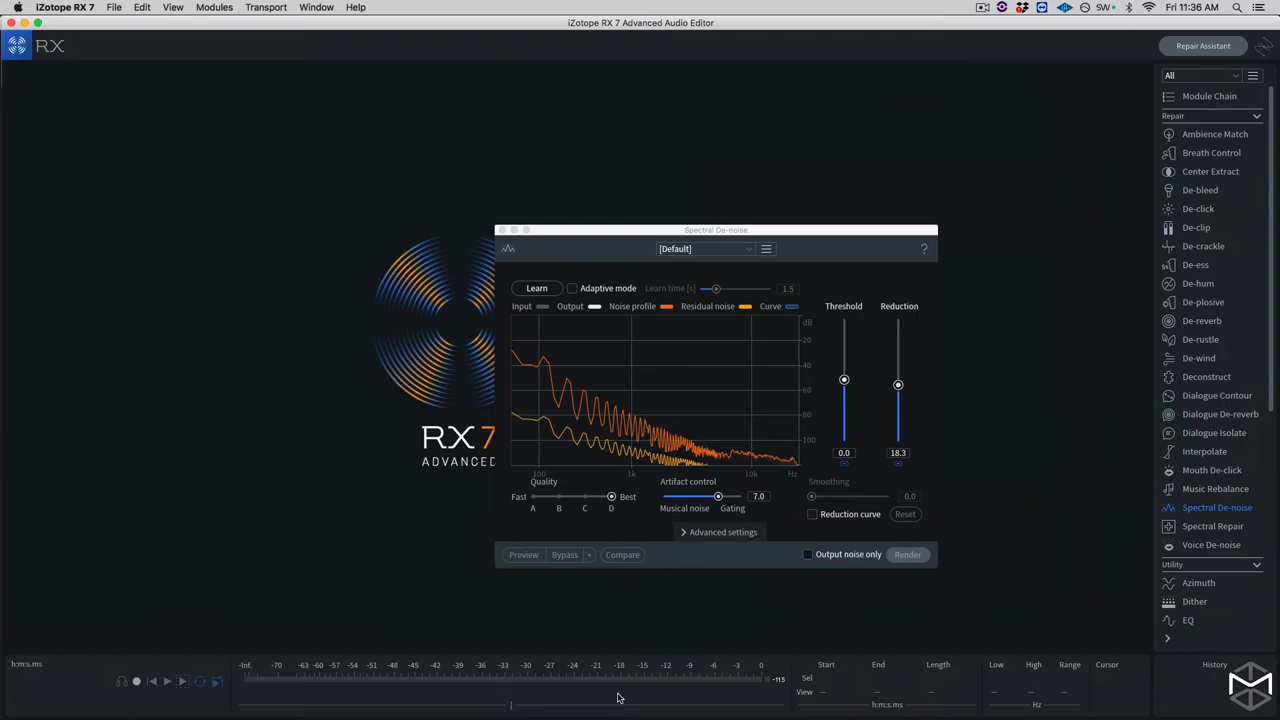 iZotope RX 7 File Edit View Modules Transport Window Help SW Fri 11:36 AM
iZotope RX 7 Advanced Audio Editor
RX Repair Assistant
All
Module Chain
Repair
Ambience Match
Breath Control
Center Extract
De-bleed
De-click
De-clip
De-crackle
De-ess
De-hum
De-plosive
De-reverb
De-rustle
De-wind
Deconstruct
Dialogue Contour
Dialogue De-reverb
Dialogue Isolate
Interpolate
Mouth De-click
Music Rebalance
Spectral De-noise
Spectral Repair
Voice De-noise
Utility
Azimuth
Dither
EQ
RX 7
ADVANCED
Spectral De-noise
[Default] ?
Learn Adaptive mode Learn time [s] 1.5
Input Output Noise profile Residual noise Curve
Threshold Reduction
dB
20
40
60
80
100
100 1k 10k Hz
0.0 18.3
Quality Artifact control Smoothing
Fast Best 7.0 0.0
A B C D Musical noise Gating
Reduction curve Reset
Advanced settings
Preview Bypass + Compare Output noise only Render
h:m:s.ms
-Inf. -70 -63 -60 -57 -54 -51 -48 -45 -42 -39 -36 -33 -30 -27 -24 -21 -18 -15 -12 -9 -6 -3 0
-115
Start End Length Low High Range Cursor
Sel
View
h:m:s.ms Hz
History